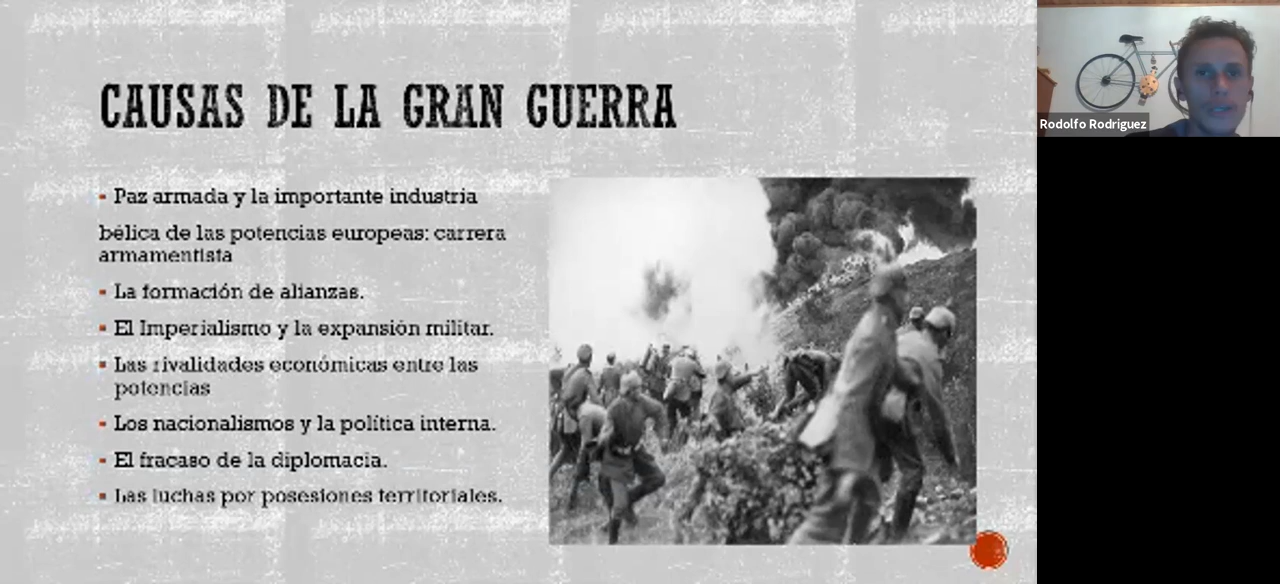 CAUSAS DE LA GRAN GUERRA
Paz armada y la importante industria
bélica de las potencias europeas: carrera
armamentista
La formación de alianzas.
El Imperialismo y la expansión militar.
Las rivalidades económicas entre las
potencias
Los nacionalismos y la política interna.
El fracaso de la diplomacia.
Las luchas por posesiones territoriales.
Rodolfo Rodriguez